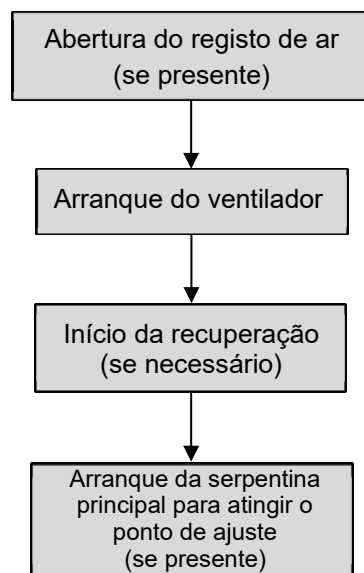 Abertura do registo de ar
(se presente)
Arranque do ventilador
Início da recuperação
(se necessário)
Arranque da serpentina
principal para atingir o
ponto de ajuste
(se presente)